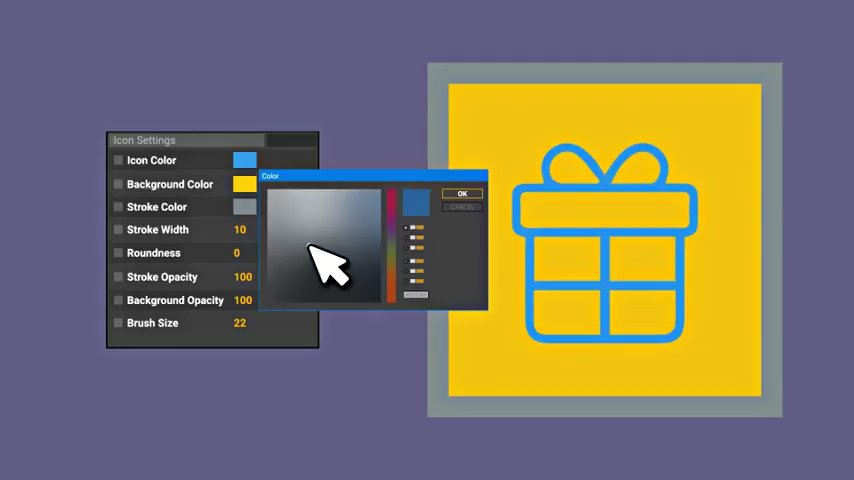 Icon Settings
Icon Color
Background Color
Stroke Color
Stroke Width 10
Roundness 0
Stroke Opacity 100
Background Opacity 100
Brush Size 22
Color
OK
CANCEL